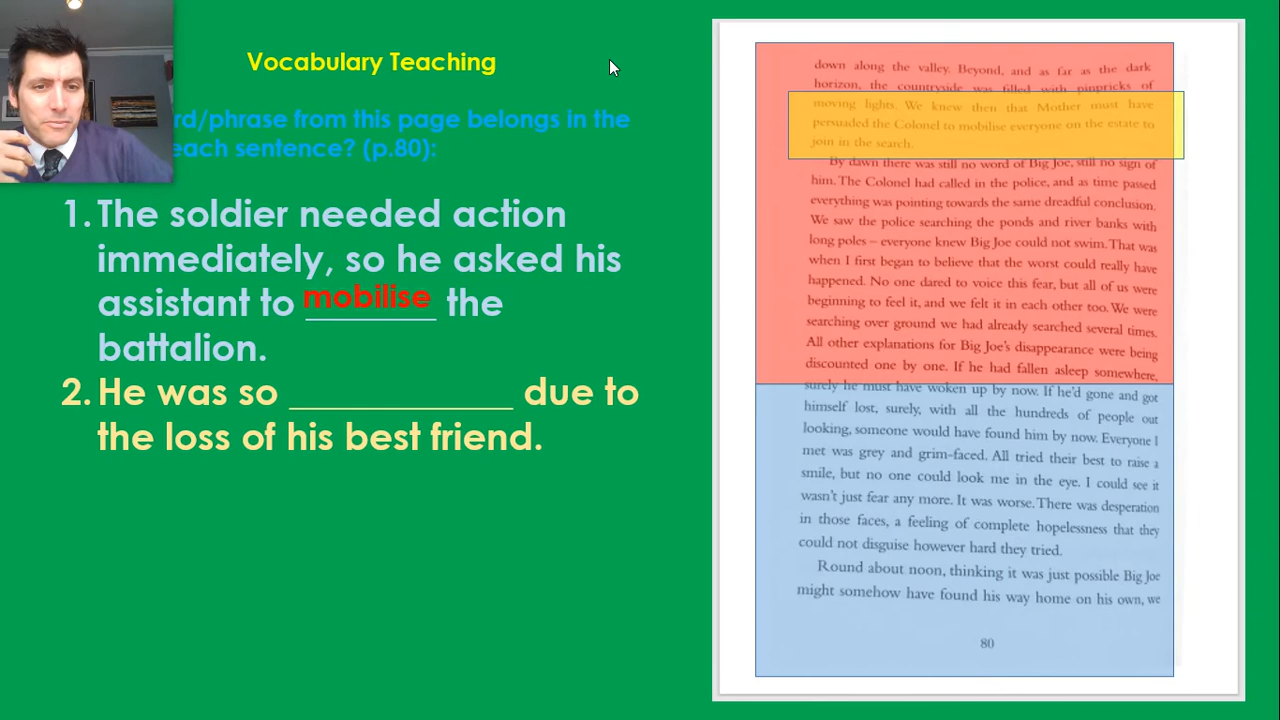 Vocabulary Teaching
rd/phrase from this page belongs in the
each sentence? (p.80):
1. The soldier needed action
immediately, so he asked his
assistant to mobilise the
battalion.
2. He was so ____________ due to
the loss of his best friend.
down along the valley. Beyond, and as far as the dark
horizon, the countryside was filled with pinpricks of
moving lights. We knew then that Mother must have
persuaded the Colonel to mobilise everyone on the estate to
join in the search.
By dawn there was still no word of Big Joe, still no sign of
him. The Colonel had called in the police, and as time passed
everything was pointing towards the same dreadful conclusion.
We saw the police searching the ponds and river banks with
long poles – everyone knew Big Joe could not swim. That was
when I first began to believe that the worst could really have
happened. No one dared to voice this fear, but all of us were
beginning to feel it, and we felt it in each other too. We were
searching over ground we had already searched several times.
All other explanations for Big Joe's disappearance were being
discounted one by one. If he had fallen asleep somewhere,
surely he must have woken up by now. If he'd gone and got
himself lost, surely, with all the hundreds of people out
looking, someone would have found him by now. Everyone I
met was grey and grim-faced. All tried their best to raise a
smile, but no one could look me in the eye. I could see it
wasn't just fear any more. It was worse. There was desperation
in those faces, a feeling of complete hopelessness that they
could not disguise however hard they tried.
Round about noon, thinking it was just possible Big Joe
might somehow have found his way home on his own, we
80